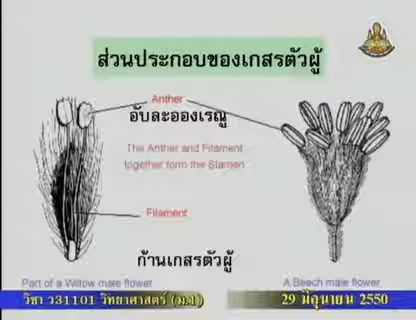 ส่วนประกอบของเกสรตัวผู้
Anther
อับละอองเรณู
The Anther and Filament
together form the Stamen
Filament
ก้านเกสรตัวผู้
Part of a Willow male flower
A Beech male flower
วิชา ว31101 วิทยาศาสตร์ (ม.1)
29 มิถุนายน 2550